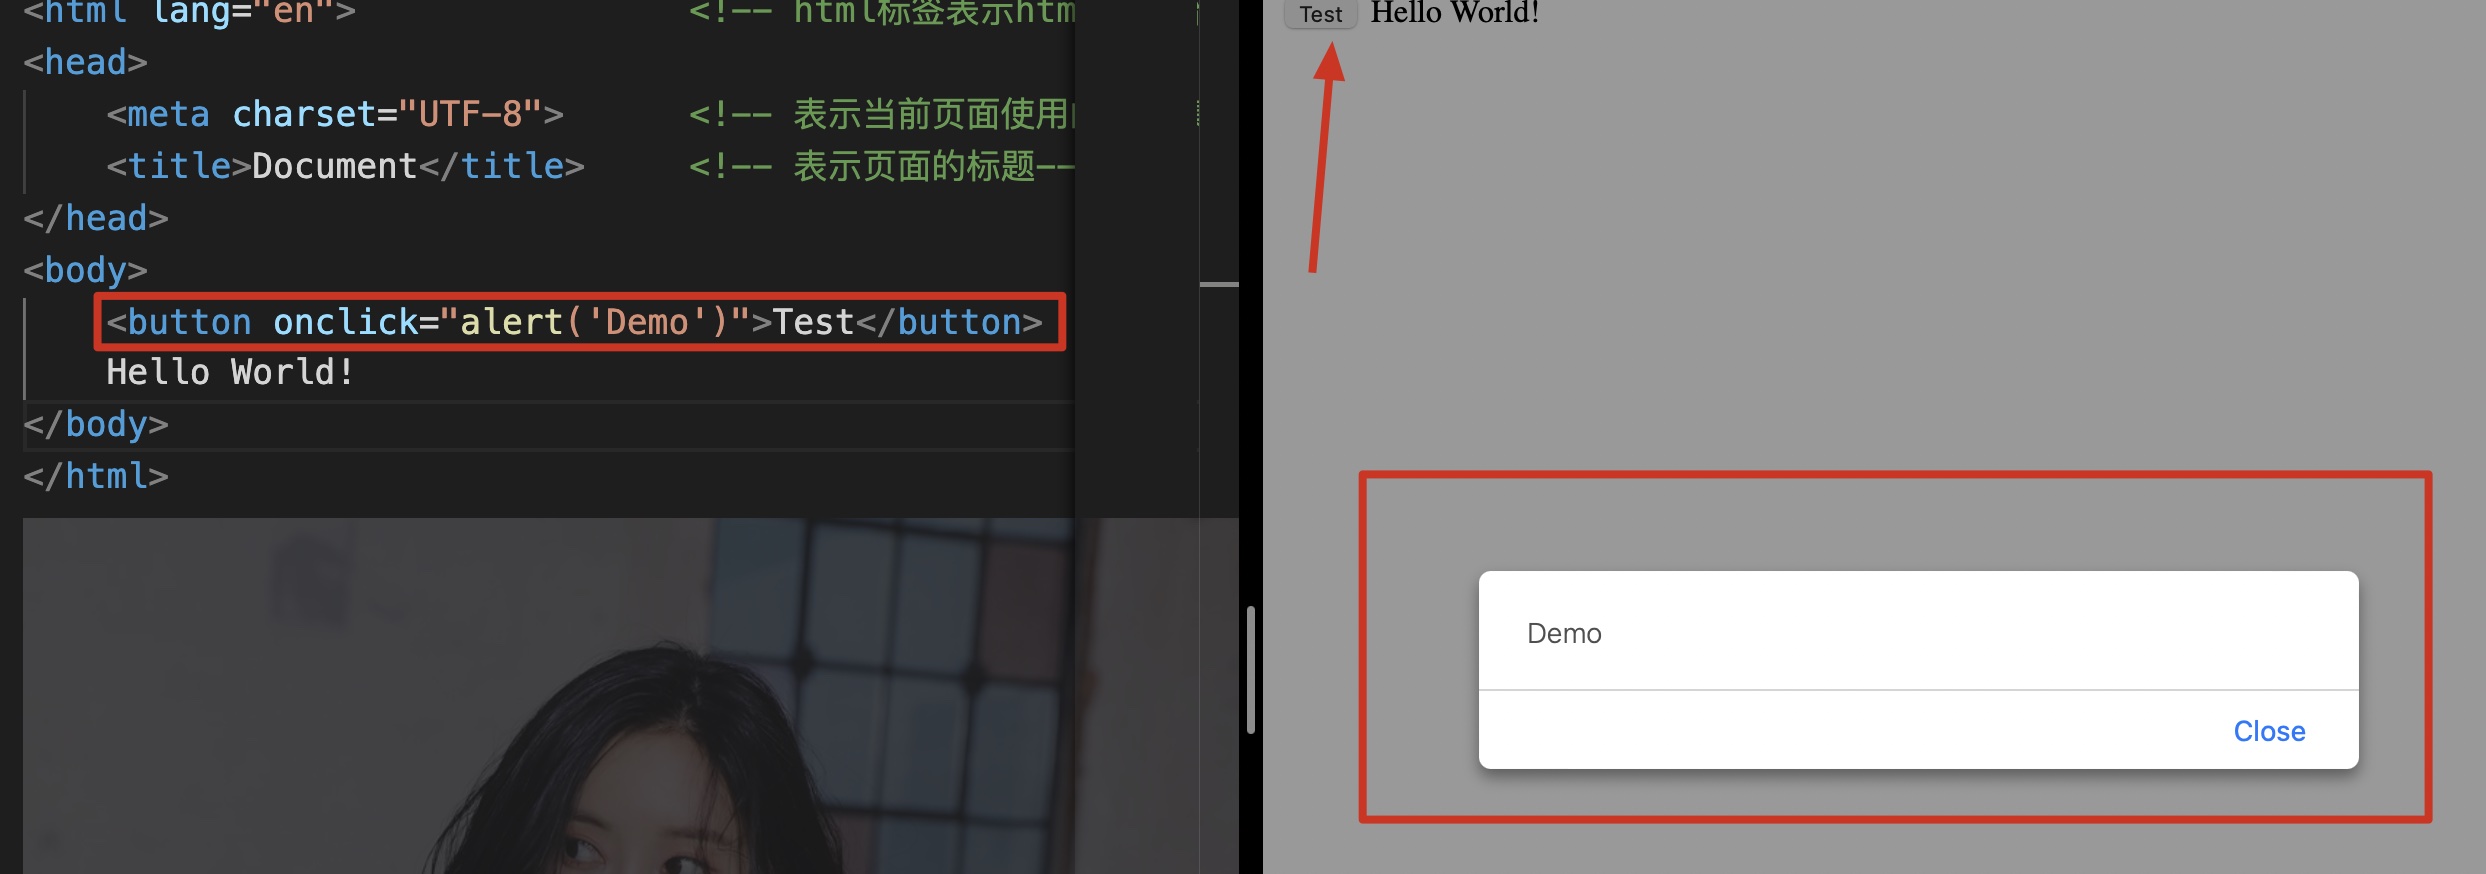 <html lang="en"> <!-- html标签表示htm
<head>
<meta charset="UTF-8"> <!-- 表示当前页面使用
<title>Document</title> <!-- 表示页面的标题--
</head>
<body>
<button onclick="alert('Demo')">Test</button>
Hello World!
</body>
</html>
Test Hello World!
Demo
Close